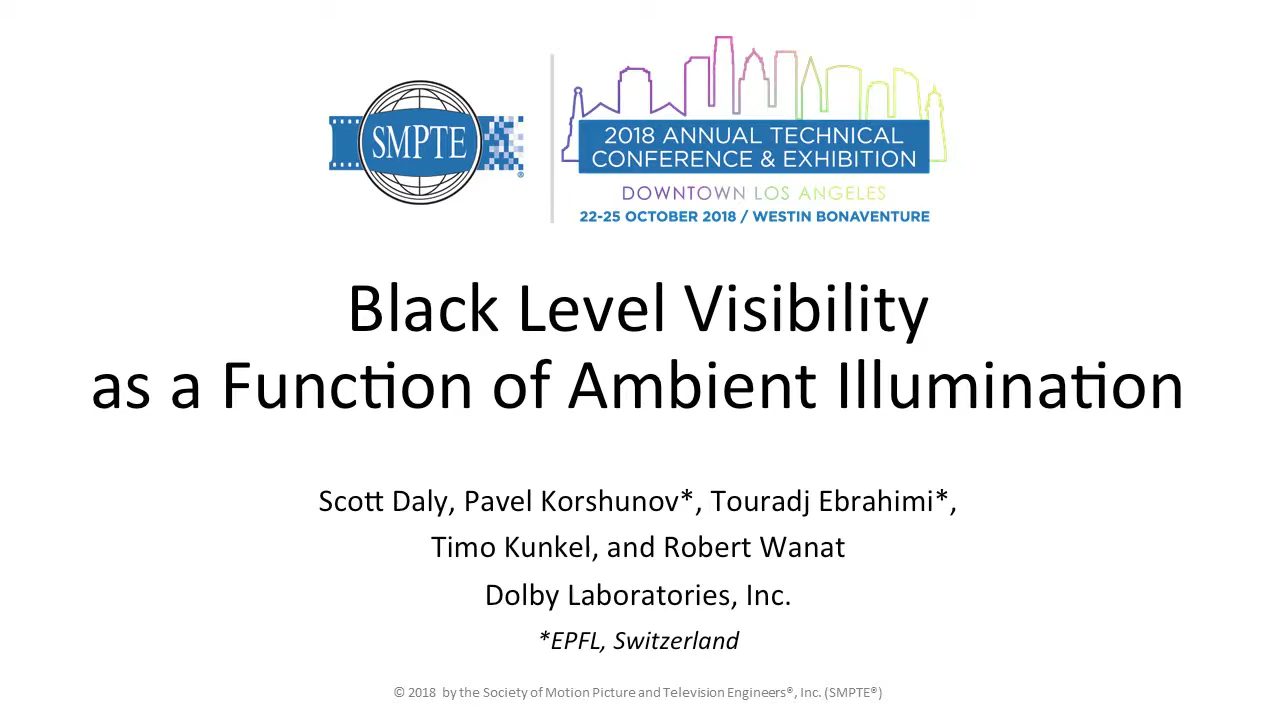 SMPTE®
2018 ANNUAL TECHNICAL
CONFERENCE & EXHIBITION
DOWNTOWN LOS ANGELES
22-25 OCTOBER 2018 / WESTIN BONAVENTURE
Black Level Visibility
as a Function of Ambient Illumination
Scott Daly, Pavel Korshunov*, Touradj Ebrahimi*,
Timo Kunkel, and Robert Wanat
Dolby Laboratories, Inc.
*EPFL, Switzerland
© 2018 by the Society of Motion Picture and Television Engineers®, Inc. (SMPTE®)